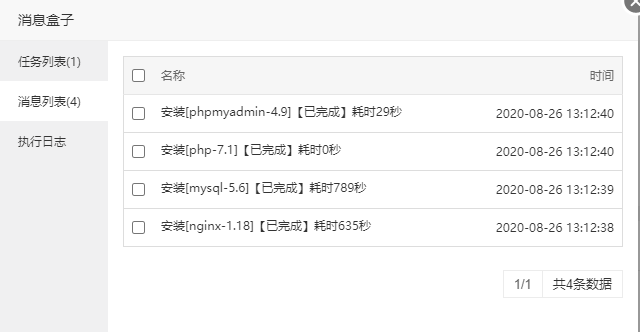 消息盒子
任务列表(1)
消息列表(4)
执行日志
名称 时间
安装[phpmyadmin-4.9]【已完成】耗时29秒 2020-08-26 13:12:40
安装[php-7.1]【已完成】耗时0秒 2020-08-26 13:12:40
安装[mysql-5.6]【已完成】耗时789秒 2020-08-26 13:12:39
安装[nginx-1.18]【已完成】耗时635秒 2020-08-26 13:12:38
1/1 共4条数据